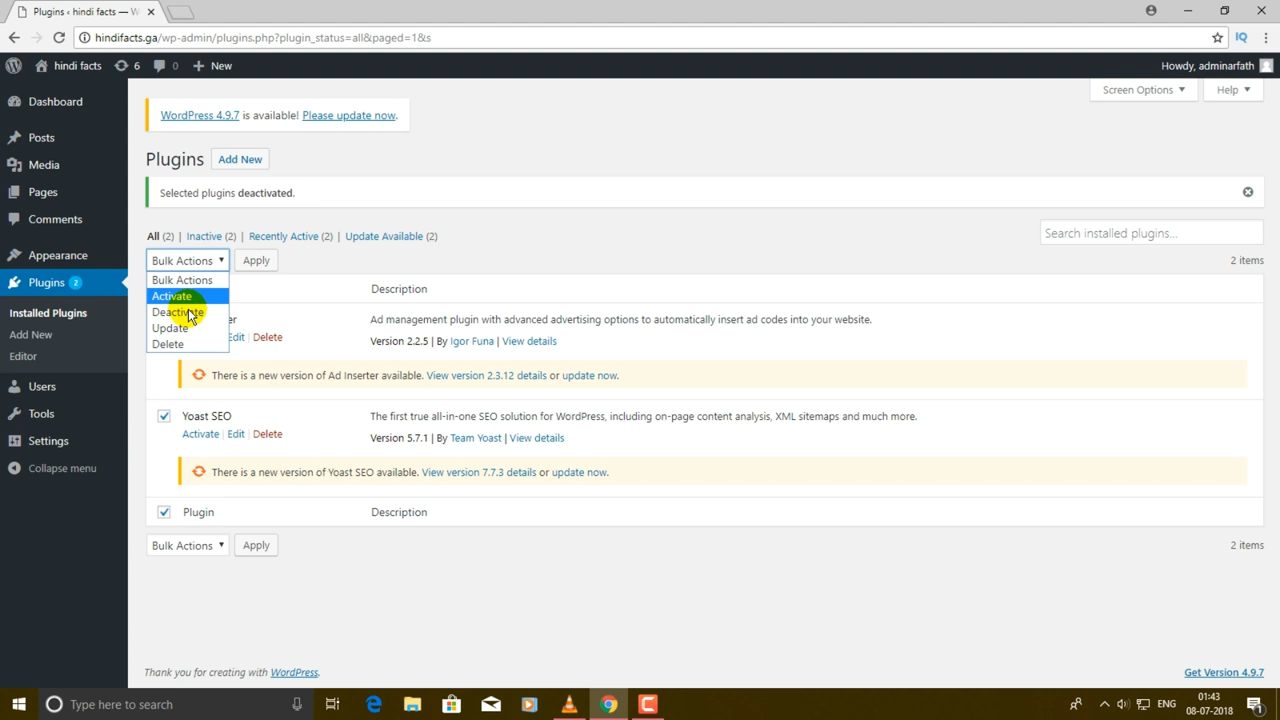 Plugins ‹ hindi facts — W
hindifacts.ga/wp-admin/plugins.php?plugin_status=all&paged=1&s
IQ
hindi facts 6 0 New
Howdy, adminarfath
Screen Options Help
Dashboard
Posts
Media
Pages
Comments
Appearance
Plugins 2
Installed Plugins
Add New
Editor
Users
Tools
Settings
Collapse menu
WordPress 4.9.7 is available! Please update now.
Plugins Add New
Selected plugins deactivated.
All (2) | Inactive (2) | Recently Active (2) | Update Available (2)
Search installed plugins...
Bulk Actions Apply
2 items
Bulk Actions
Activate
Deactivate
Update
Delete
Description
er
Edit | Delete
Ad management plugin with advanced advertising options to automatically insert ad codes into your website.
Version 2.2.5 | By Igor Funa | View details
There is a new version of Ad Inserter available. View version 2.3.12 details or update now.
Yoast SEO
Activate | Edit | Delete
The first true all-in-one SEO solution for WordPress, including on-page content analysis, XML sitemaps and much more.
Version 5.7.1 | By Team Yoast | View details
There is a new version of Yoast SEO available. View version 7.7.3 details or update now.
Plugin Description
Bulk Actions Apply
2 items
Thank you for creating with WordPress.
Get Version 4.9.7
Type here to search
ENG
01:43
08-07-2018
1